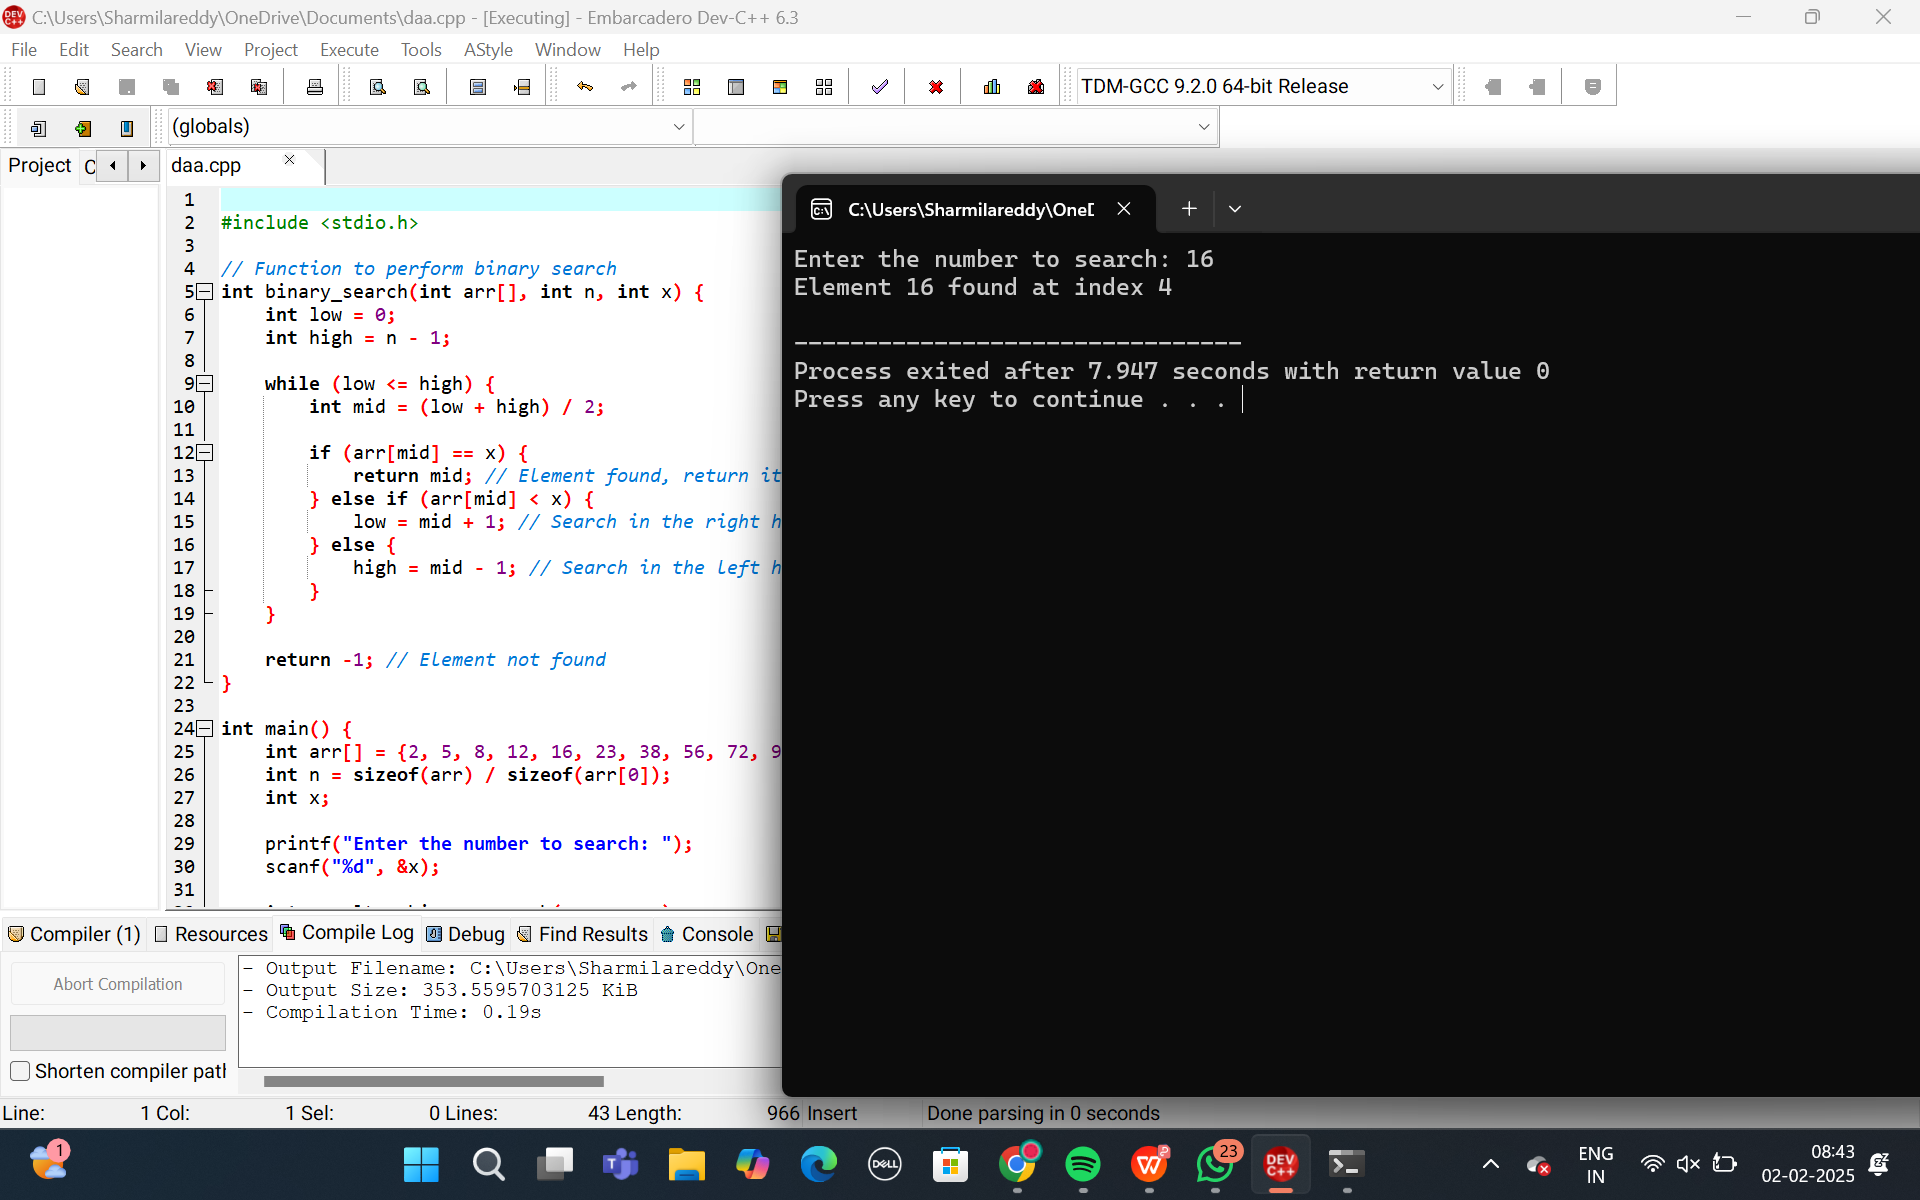 C:\Users\Sharmilareddy\OneDrive\Documents\daa.cpp - [Executing] - Embarcadero Dev-C++ 6.3
File Edit Search View Project Execute Tools AStyle Window Help
TDM-GCC 9.2.0 64-bit Release
(globals)
Project C
daa.cpp
1
2 #include <stdio.h>
3
4 // Function to perform binary search
5 int binary_search(int arr[], int n, int x) {
6 int low = 0;
7 int high = n - 1;
8
9 while (low <= high) {
10 int mid = (low + high) / 2;
11
12 if (arr[mid] == x) {
13 return mid; // Element found, return it
14 } else if (arr[mid] < x) {
15 low = mid + 1; // Search in the right h
16 } else {
17 high = mid - 1; // Search in the left h
18 }
19 }
20
21 return -1; // Element not found
22 }
23
24 int main() {
25 int arr[] = {2, 5, 8, 12, 16, 23, 38, 56, 72, 9
26 int n = sizeof(arr) / sizeof(arr[0]);
27 int x;
28
29 printf("Enter the number to search: ");
30 scanf("%d", &x);
31
C:\Users\Sharmilareddy\OneD
Enter the number to search: 16
Element 16 found at index 4
--------------------------------
Process exited after 7.947 seconds with return value 0
Press any key to continue . . .
Compiler (1) Resources Compile Log Debug Find Results Console
Abort Compilation
Shorten compiler path
- Output Filename: C:\Users\Sharmilareddy\One
- Output Size: 353.5595703125 KiB
- Compilation Time: 0.19s
Line: 1 Col: 1 Sel: 0 Lines: 43 Length: 966 Insert Done parsing in 0 seconds
1
DELL
23
DEV C++
ENG
IN
08:43
02-02-2025